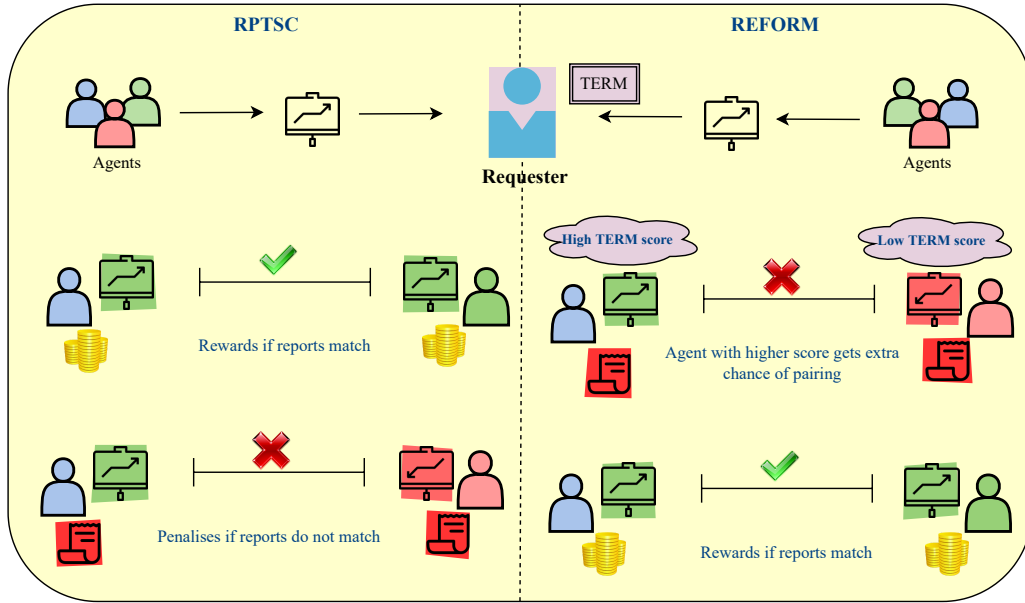 RPTSC
REFORM
TERM
Agents
Requester
Agents
High TERM score
Low TERM score
Rewards if reports match
Agent with higher score gets extra
chance of pairing
Penalises if reports do not match
Rewards if reports match